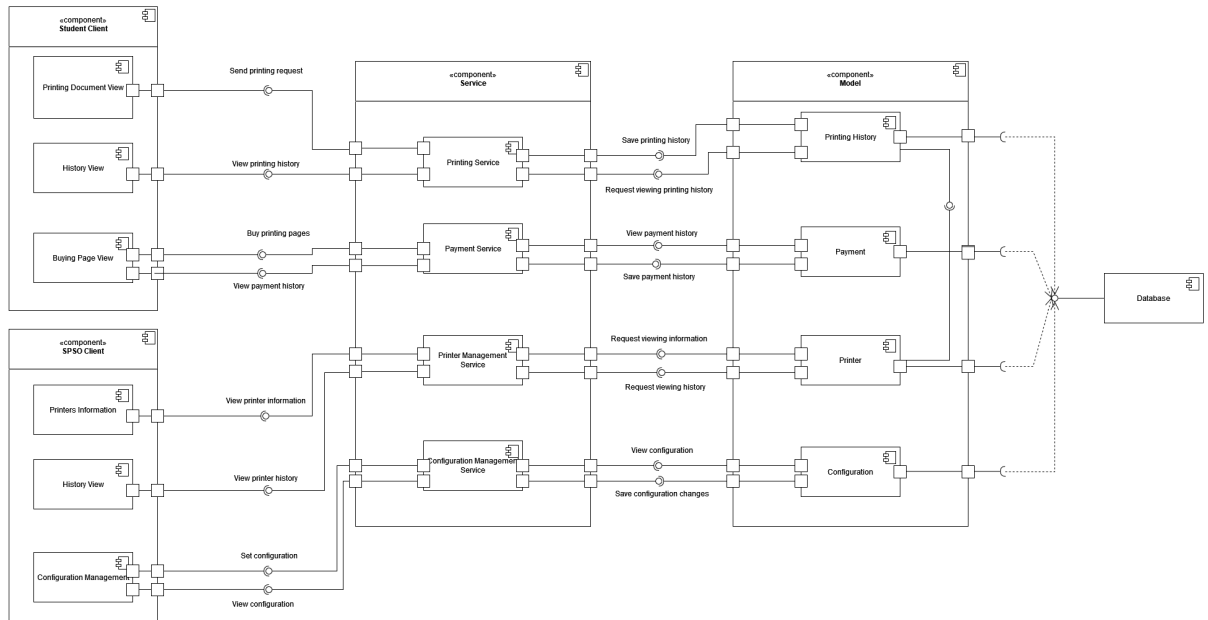 «component»
Student Client
Printing Document View
History View
Buying Page View
«component»
SPSO Client
Printers Information
History View
Configuration Management
Send printing request
View printing history
Buy printing pages
View payment history
View printer information
View printer history
Set configuration
View configuration
«component»
Service
Printing Service
Payment Service
Printer Management
Service
Configuration Management
Service
Save printing history
Request viewing printing history
View payment history
Save payment history
Request viewing information
Request viewing history
View configuration
Save configuration changes
«component»
Model
Printing History
Payment
Printer
Configuration
Database